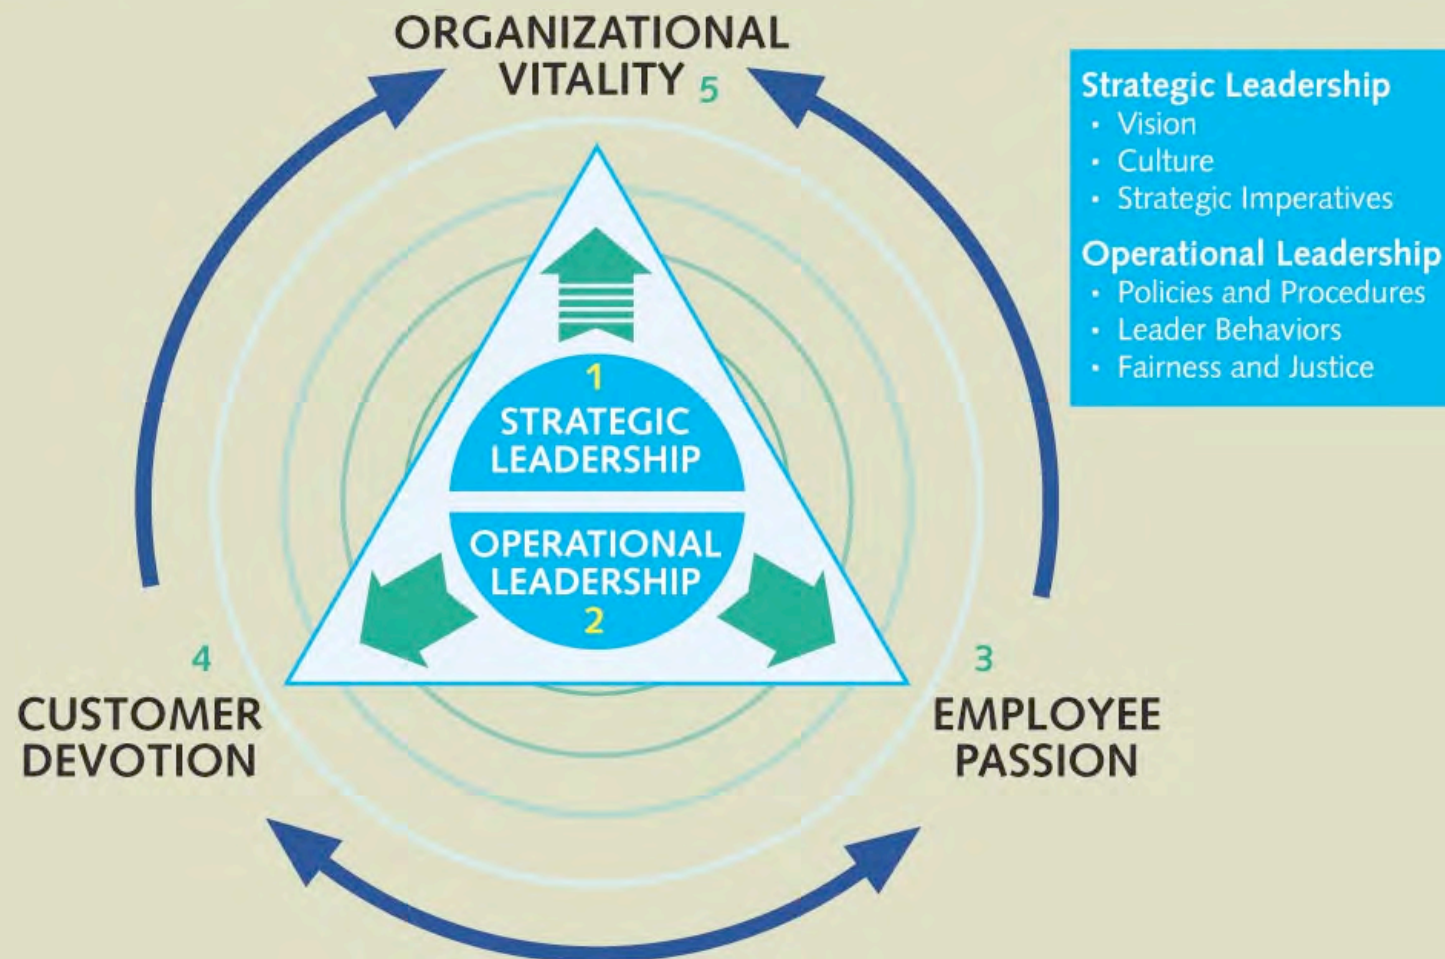 ORGANIZATIONAL
VITALITY 5
Strategic Leadership
· Vision
· Culture
· Strategic Imperatives
Operational Leadership
· Policies and Procedures
· Leader Behaviors
· Fairness and Justice
1
STRATEGIC
LEADERSHIP
OPERATIONAL
LEADERSHIP
2
4
CUSTOMER
DEVOTION
3
EMPLOYEE
PASSION